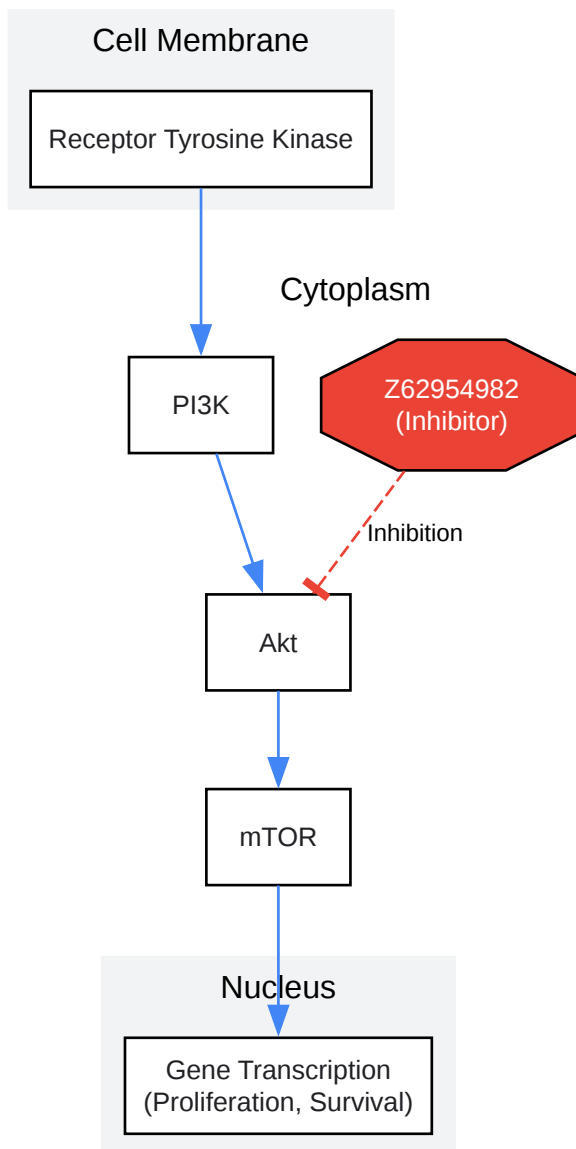 Cell Membrane
Receptor Tyrosine Kinase
Cytoplasm
PI3K
Z62954982
(Inhibitor)
Inhibition
Akt
mTOR
Nucleus
Gene Transcription
(Proliferation, Survival)